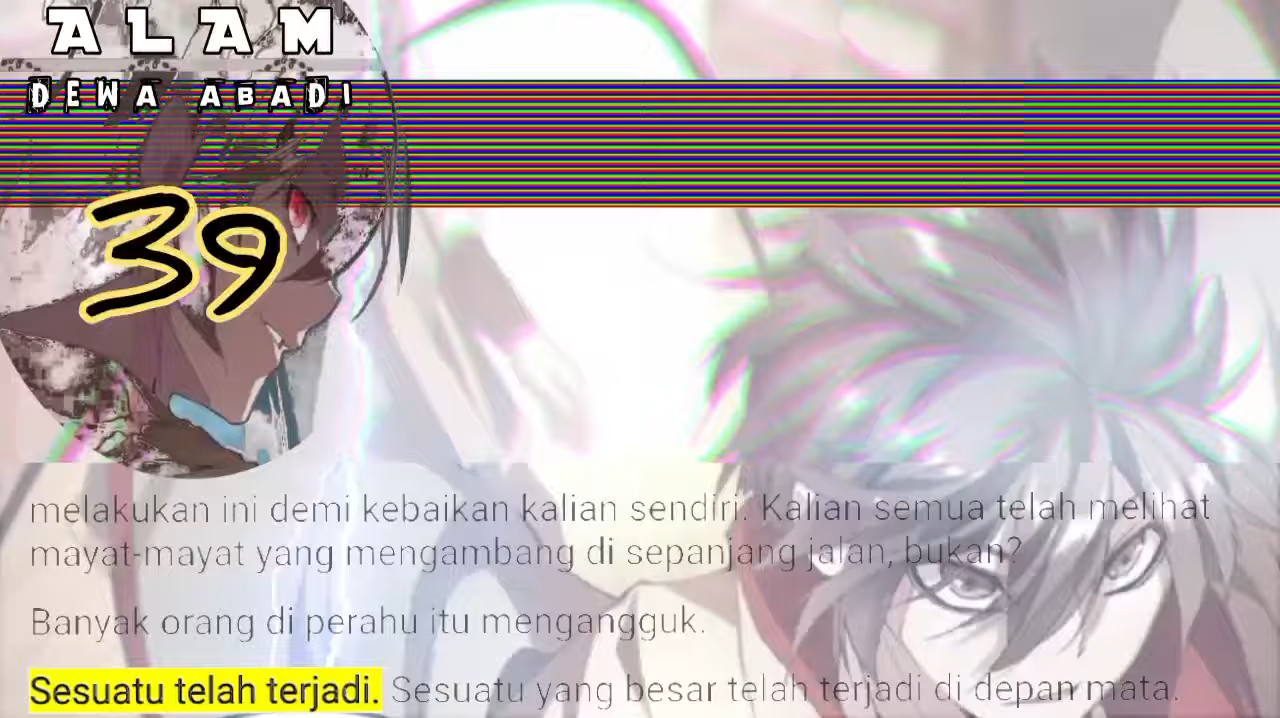 ALAM
DEWA ABADI
39
melakukan ini demi kebaikan kalian sendiri. Kalian semua telah melihat
mayat-mayat yang mengambang di sepanjang jalan, bukan?
Banyak orang di perahu itu mengangguk.
Sesuatu telah terjadi. Sesuatu yang besar telah terjadi di depan mata.